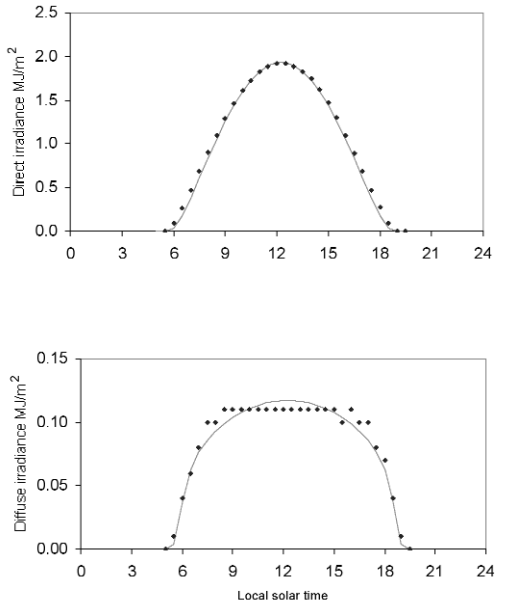 2.5
2.0
1.5
1.0
0.5
0.0
Direct irradiance MJ/m²
0 3 6 9 12 15 18 21 24
0.15
0.10
0.05
0.00
Diffuse irradiance MJ/m²
0 3 6 9 12 15 18 21 24
Local solar time